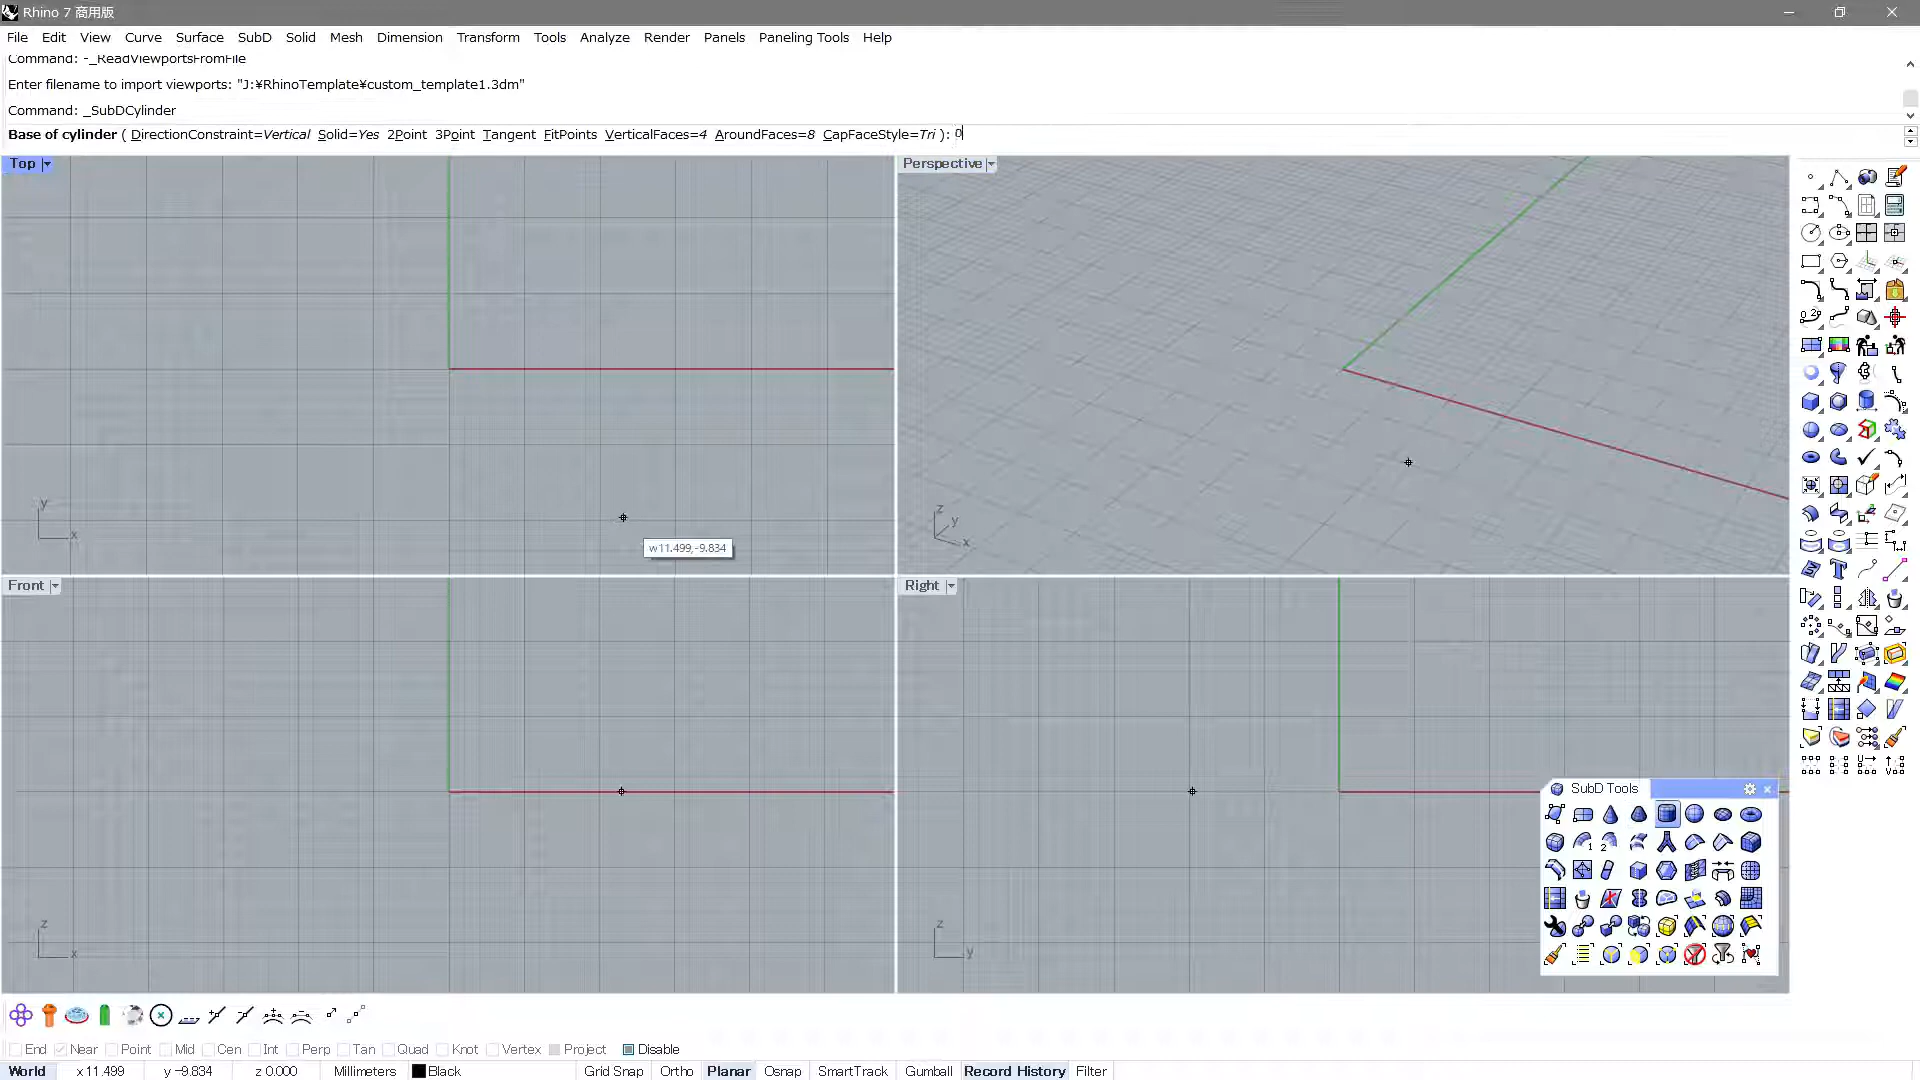 Rhino 7 商用版
File Edit View Curve Surface SubD Solid Mesh Dimension Transform Tools Analyze Render Panels Paneling Tools Help
Command: -_ReadViewportsFromFile
Enter filename to import viewports: "J:¥RhinoTemplate¥custom_template1.3dm"
Command: _SubDCylinder
Base of cylinder ( DirectionConstraint=Vertical Solid=Yes 2Point 3Point Tangent FitPoints VerticalFaces=4 AroundFaces=8 CapFaceStyle=Tri ): 0
Top
Perspective
y
x
w11.499,-9.834
z
y
x
Front
Right
SubD Tools
z
x
z
y
End Near Point Mid Cen Int Perp Tan Quad Knot Vertex Project Disable
World x 11.499 y -9.834 z 0.000 Millimeters Black Grid Snap Ortho Planar Osnap SmartTrack Gumball Record History Filter